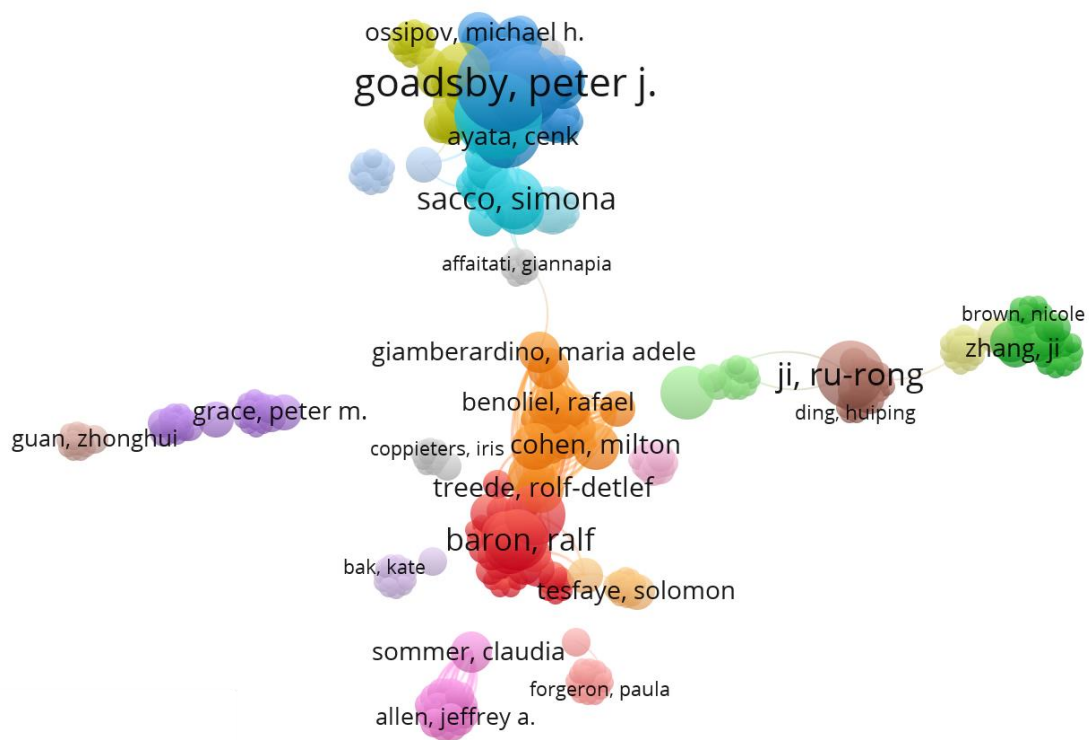 ossipov, michael h.
goadsby, peter j.
ayata, cenk
sacco, simona
affaitati, giannapia
brown, nicole
zhang, ji
giamberardino, maria adele
ji, ru-rong
benoliel, rafael
ding, huiping
grace, peter m.
guan, zhonghui
coppieters, iris
cohen, milton
treede, rolf-detlef
baron, ralf
bak, kate
tesfaye, solomon
sommer, claudia
forgeron, paula
allen, jeffrey a.